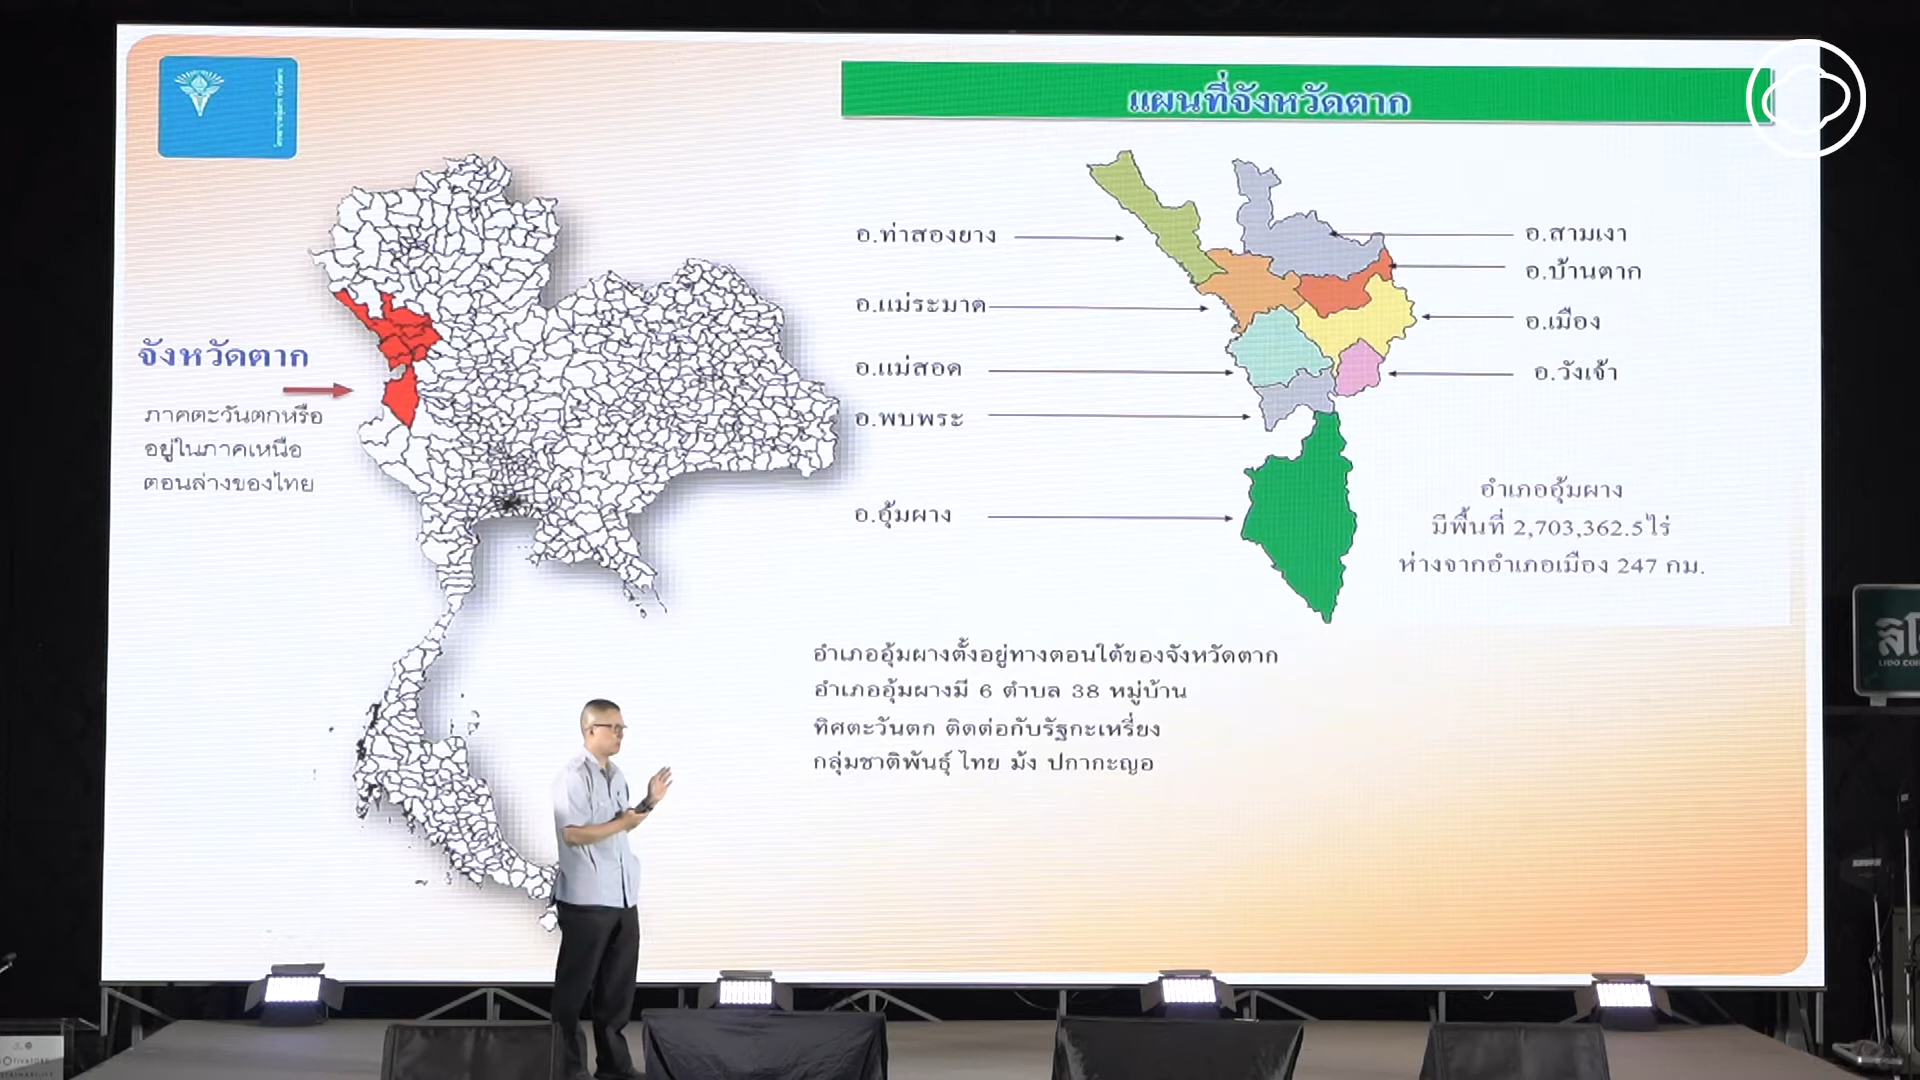 แผนที่จังหวัดตาก
อ.ท่าสองยาง
อ.แม่ระมาด
อ.แม่สอด
อ.พบพระ
อ.อุ้มผาง
อ.สามเงา
อ.บ้านตาก
อ.เมือง
อ.วังเจ้า
จังหวัดตาก
ภาคตะวันตกหรือ
อยู่ในภาคเหนือ
ตอนล่างของไทย
อำเภออุ้มผาง
มีพื้นที่ 2,703,362.5 ไร่
ห่างจากอำเภอเมือง 247 กม.
อำเภออุ้มผางตั้งอยู่ทางตอนใต้ของจังหวัดตาก
อำเภออุ้มผางมี 6 ตำบล 38 หมู่บ้าน
ทิศตะวันตก ติดต่อกับรัฐกะเหรี่ยง
กลุ่มชาติพันธุ์ ไทย ม้ง ปกากะญอ